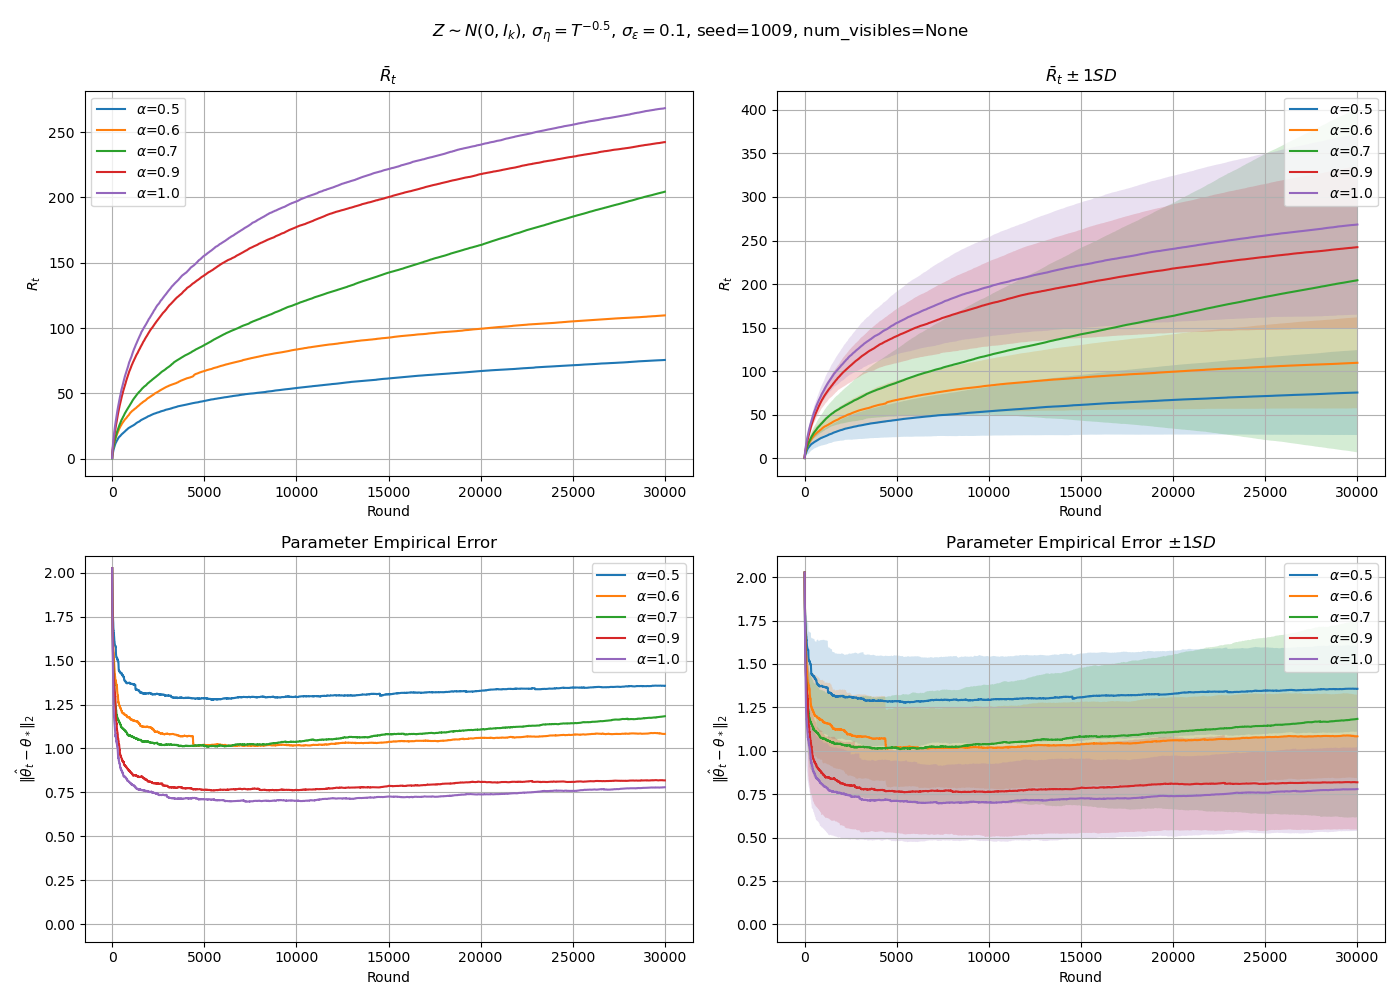 Z ∼ N(0, I_k), σ_η = T^{−0.5}, σ_ε = 0.1, seed=1009, num_visibles=None
R̄_t
R̄_t ± 1SD
R_t
250
200
150
100
50
0
α=0.5
α=0.6
α=0.7
α=0.9
α=1.0
0 5000 10000 15000 20000 25000 30000
Round
R_t
400
350
300
250
200
150
100
50
0
α=0.5
α=0.6
α=0.7
α=0.9
α=1.0
0 5000 10000 15000 20000 25000 30000
Round
Parameter Empirical Error
‖θ̂_t − θ_*‖_2
2.00
1.75
1.50
1.25
1.00
0.75
0.50
0.25
0.00
α=0.5
α=0.6
α=0.7
α=0.9
α=1.0
0 5000 10000 15000 20000 25000 30000
Round
Parameter Empirical Error ±1SD
‖θ̂_t − θ_*‖_2
2.00
1.75
1.50
1.25
1.00
0.75
0.50
0.25
0.00
α=0.5
α=0.6
α=0.7
α=0.9
α=1.0
0 5000 10000 15000 20000 25000 30000
Round